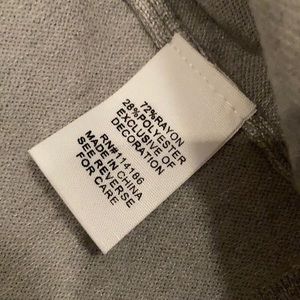 72%RAYON
28%POLYESTER
EXCLUSIVE OF
DECORATION
RN#114186
MADE IN CHINA
SEE REVERSE
FOR CARE